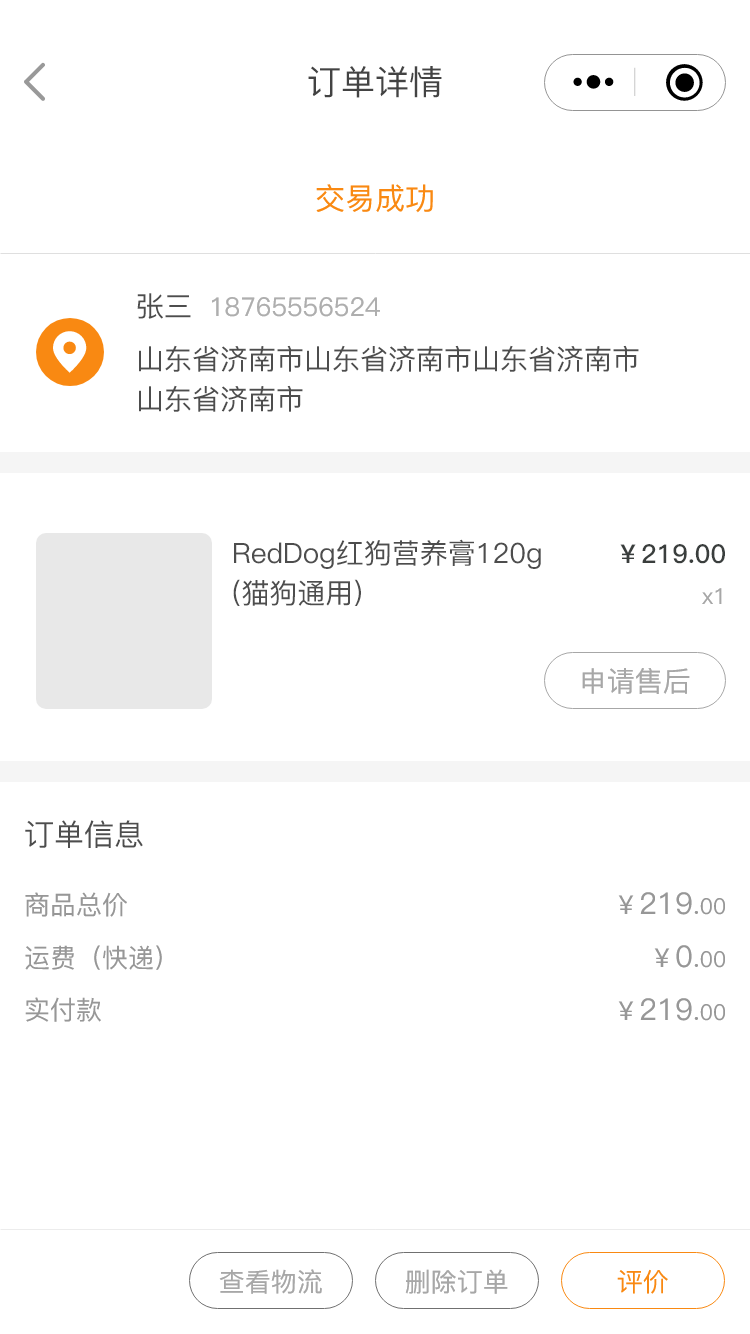 订单详情
交易成功
张三 18765556524
山东省济南市山东省济南市山东省济南市
山东省济南市
RedDog红狗营养膏120g ¥219.00
(猫狗通用) x1
申请售后
订单信息
商品总价 ¥219.00
运费（快递） ¥0.00
实付款 ¥219.00
查看物流 删除订单 评价